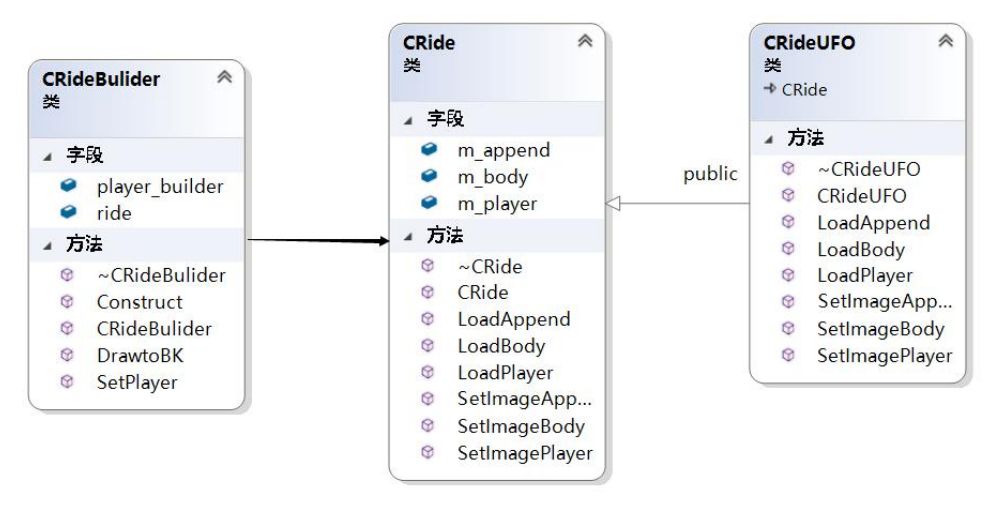 CRideBulider
类
字段
player_builder
ride
方法
~CRideBulider
Construct
CRideBulider
DrawtoBK
SetPlayer
CRide
类
字段
m_append
m_body
m_player
方法
~CRide
CRide
LoadAppend
LoadBody
LoadPlayer
SetImageApp...
SetImageBody
SetImagePlayer
public
CRideUFO
类
CRide
方法
~CRideUFO
CRideUFO
LoadAppend
LoadBody
LoadPlayer
SetImageApp...
SetImageBody
SetImagePlayer